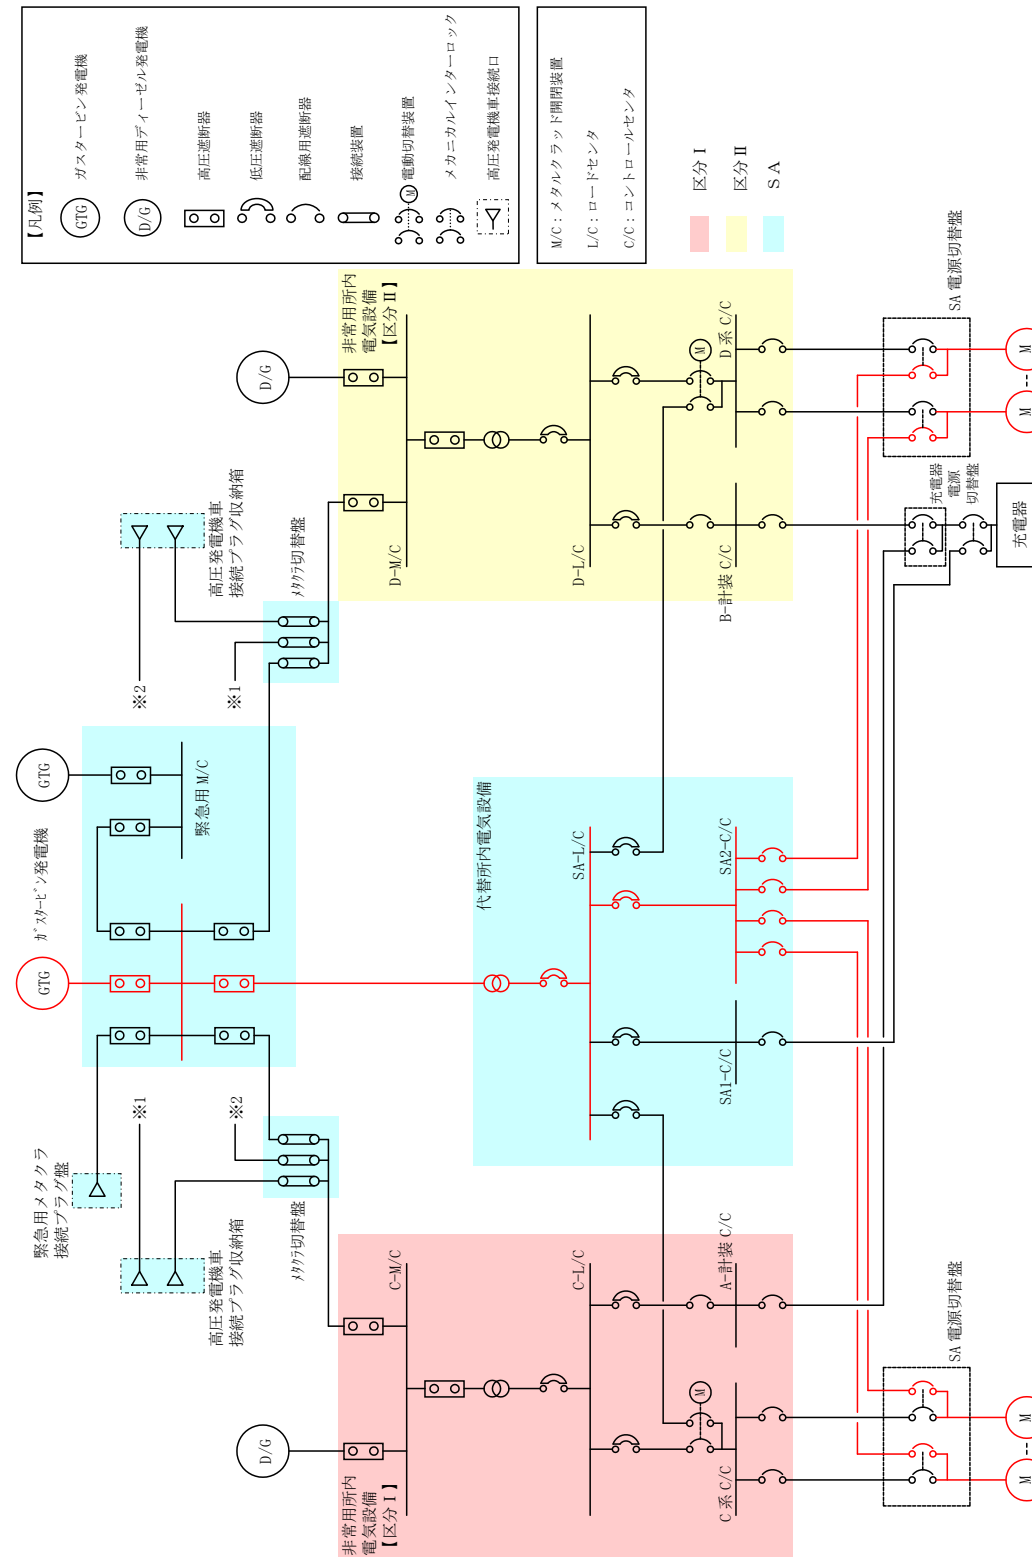 【凡例】
GTG
ガスタービン発電機
D/G
非常用ディーゼル発電機
高圧遮断器
低圧遮断器
配線用遮断器
接続装置
M
電動切替装置
メカニカルインターロック
高圧発電機車接続口
M/C：メタルクラッド開閉装置
L/C：ロードセンタ
C/C：コントロールセンタ
区分Ⅰ
区分Ⅱ
ＳＡ
緊急用メタクラ
接続プラグ盤
GTG
ｶﾞｽﾀｰﾋﾞﾝ発電機
GTG
緊急用M/C
※1
※2
高圧発電機車
接続プラグ収納箱
※2
※1
高圧発電機車
接続プラグ収納箱
ﾒﾀｸﾗ切替盤
ﾒﾀｸﾗ切替盤
D/G
D/G
非常用所内
電気設備
【区分Ⅰ】
C-M/C
C-L/C
M
C系C/C
A-計装C/C
代替所内電気設備
SA-L/C
SA1-C/C
SA2-C/C
非常用所内
電気設備
【区分Ⅱ】
D-M/C
D-L/C
M
B-計装C/C
D系C/C
SA電源切替盤
M
M
充電器
電源
切替盤
充電器
SA電源切替盤
M
M